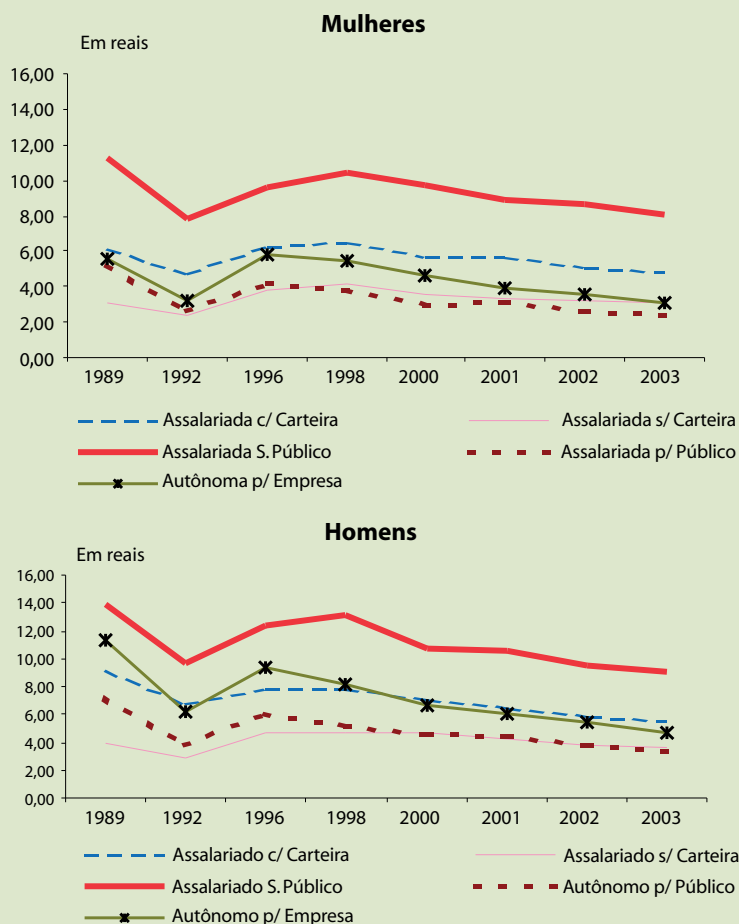 Mulheres
Em reais
16,00
14,00
12,00
10,00
8,00
6,00
4,00
2,00
0,00
1989 1992 1996 1998 2000 2001 2002 2003
Assalariada c/ Carteira Assalariada s/ Carteira
Assalariada S. Público Assalariada p/ Público
Autônoma p/ Empresa
Homens
Em reais
16,00
14,00
12,00
10,00
8,00
6,00
4,00
2,00
0,00
1989 1992 1996 1998 2000 2001 2002 2003
Assalariado c/ Carteira Assalariado s/ Carteira
Assalariado S. Público Autônomo p/ Público
Autônomo p/ Empresa